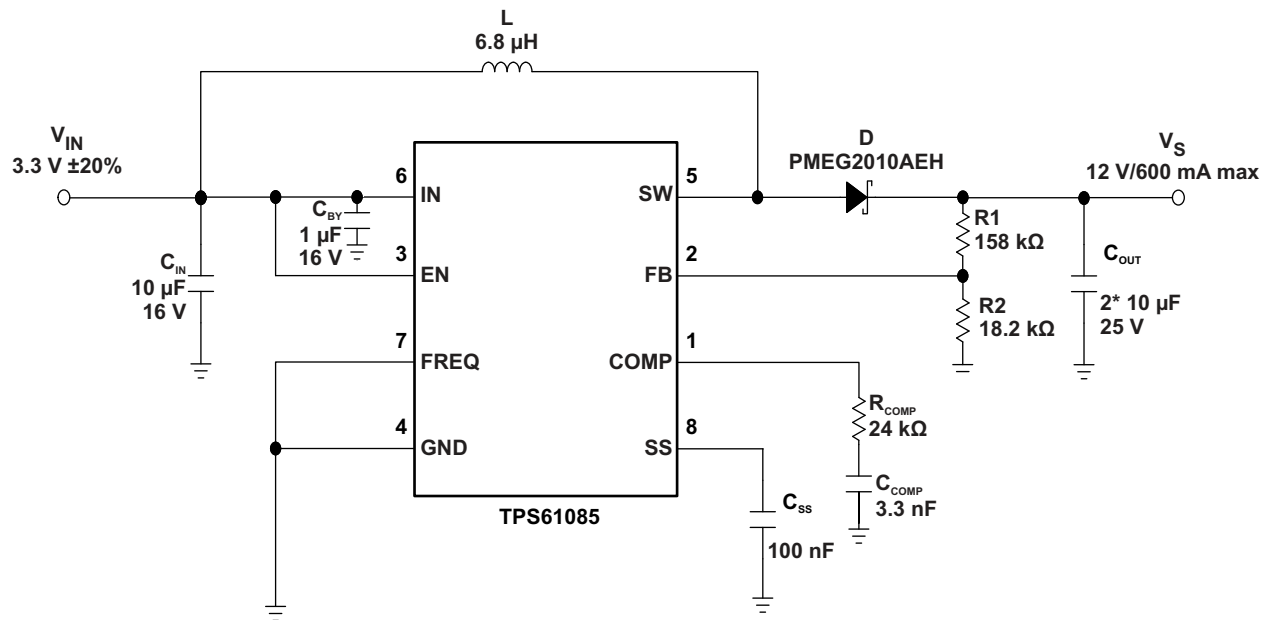 L
6.8 µH
V_IN
3.3 V ±20%
D
PMEG2010AEH
V_S
12 V/600 mA max
6
IN
SW
5
C_BY
1 µF
16 V
R1
158 kΩ
C_IN
10 µF
16 V
3
EN
FB
2
C_OUT
2* 10 µF
25 V
R2
18.2 kΩ
7
FREQ
COMP
1
R_COMP
24 kΩ
4
GND
SS
8
C_COMP
3.3 nF
C_SS
100 nF
TPS61085